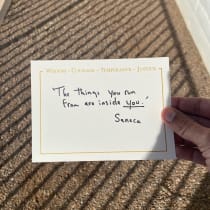 WISDOM · COURAGE · TEMPERANCE · JUSTICE
"The things you run
from are inside you."
Seneca